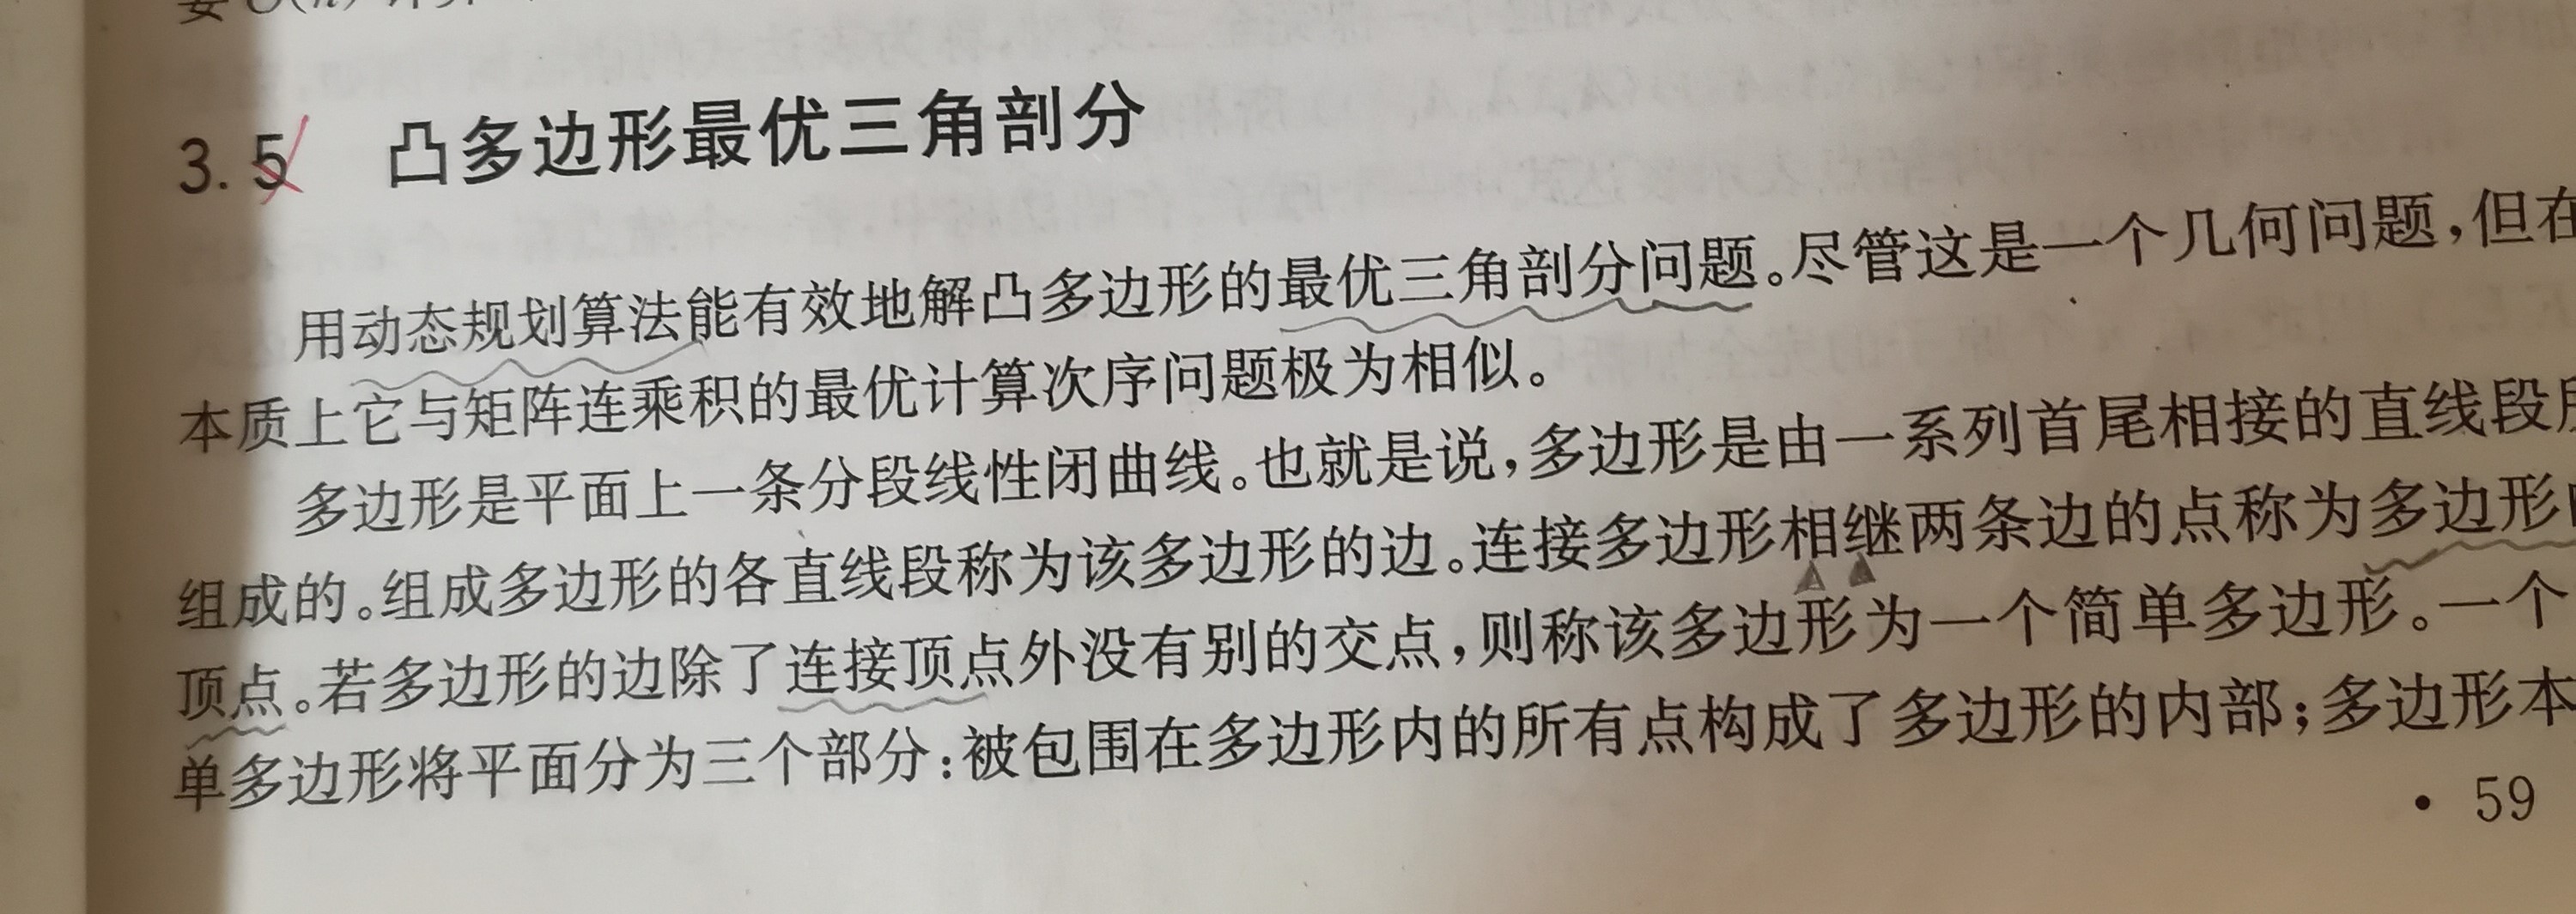 3.5 凸多边形最优三角剖分
用动态规划算法能有效地解凸多边形的最优三角剖分问题。尽管这是一个几何问题,但在
本质上它与矩阵连乘积的最优计算次序问题极为相似。
多边形是平面上一条分段线性闭曲线。也就是说,多边形是由一系列首尾相接的直线段
组成的。组成多边形的各直线段称为该多边形的边。连接多边形相继两条边的点称为多边形
顶点。若多边形的边除了连接顶点外没有别的交点,则称该多边形为一个简单多边形。一个
单多边形将平面分为三个部分:被包围在多边形内的所有点构成了多边形的内部;多边形本
· 59